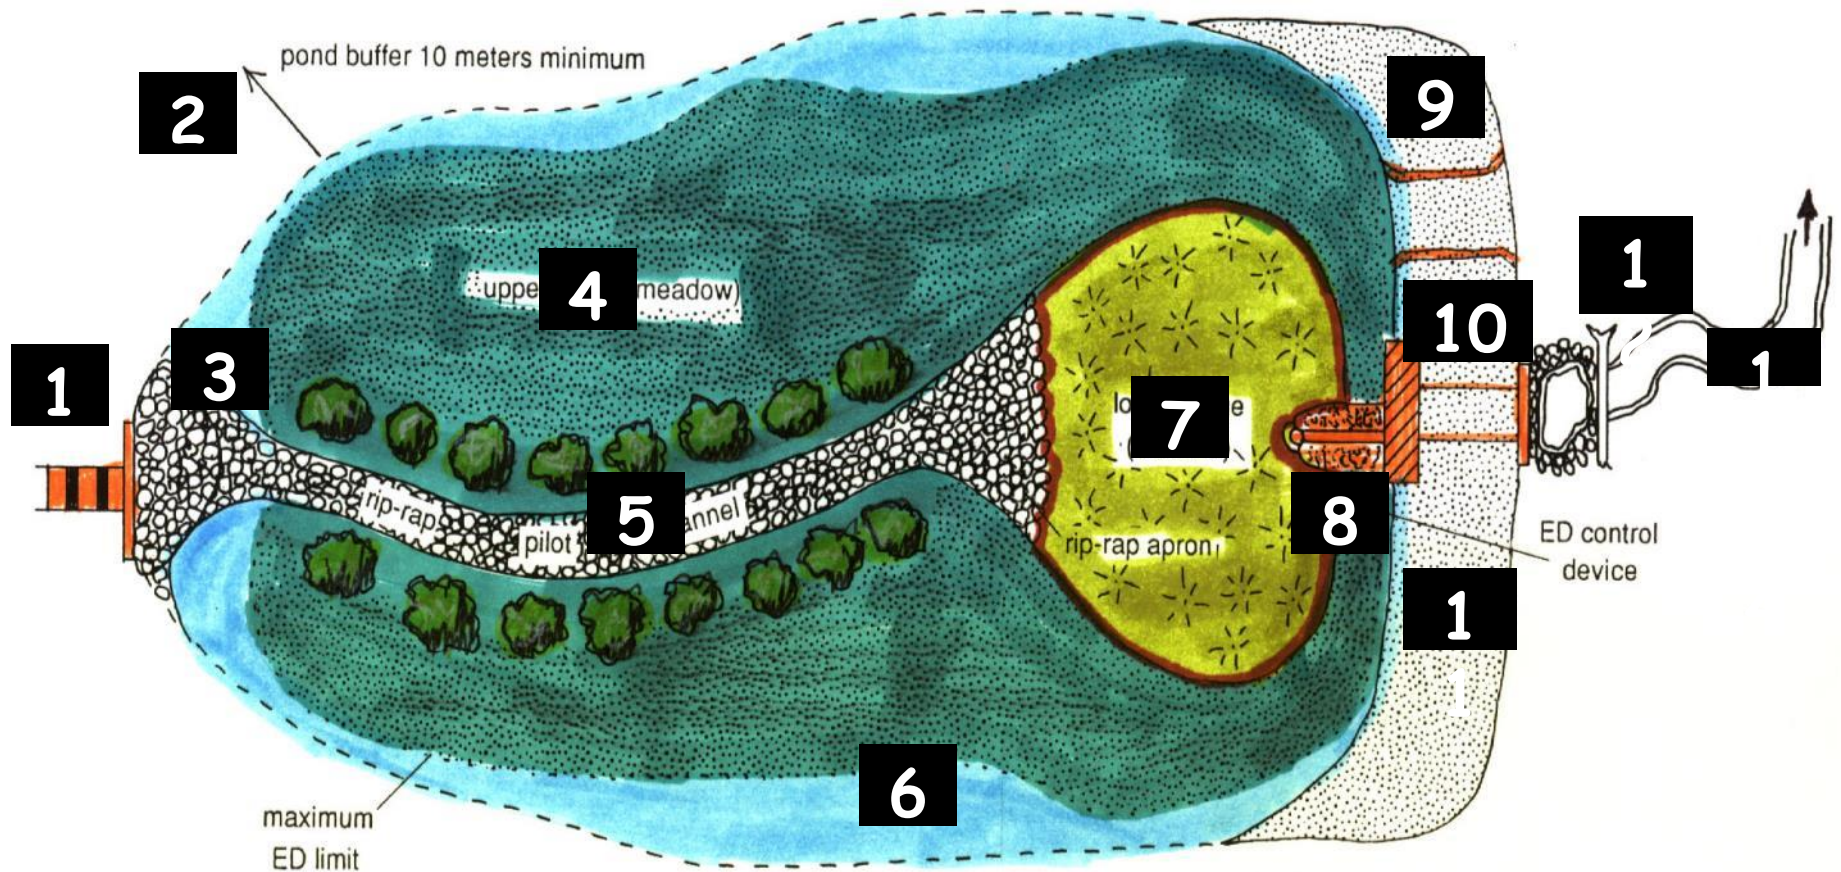 pond buffer 10 meters minimum
2
9
1
4
meadow)
10
1
3
1
7
rip-rap
5
pilot
8
rip-rap apron
ED control
device
1
1
6
maximum
ED limit